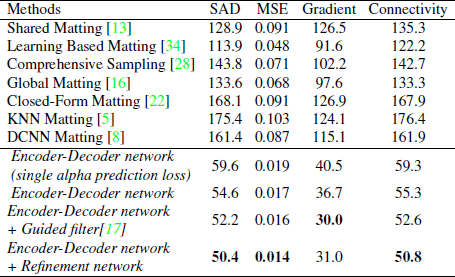 Methods SAD MSE Gradient Connectivity
Shared Matting [13] 128.9 0.091 126.5 135.3
Learning Based Matting [34] 113.9 0.048 91.6 122.2
Comprehensive Sampling [28] 143.8 0.071 102.2 142.7
Global Matting [16] 133.6 0.068 97.6 133.3
Closed-Form Matting [22] 168.1 0.091 126.9 167.9
KNN Matting [5] 175.4 0.103 124.1 176.4
DCNN Matting [8] 161.4 0.087 115.1 161.9
Encoder-Decoder network
(single alpha prediction loss) 59.6 0.019 40.5 59.3
Encoder-Decoder network 54.6 0.017 36.7 55.3
Encoder-Decoder network
+ Guided filter[17] 52.2 0.016 30.0 52.6
Encoder-Decoder network
+ Refinement network 50.4 0.014 31.0 50.8